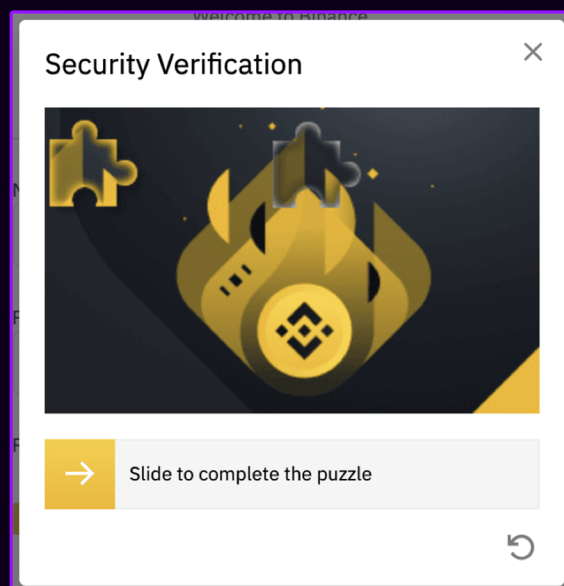 Welcome to Binance
Security Verification
Slide to complete the puzzle